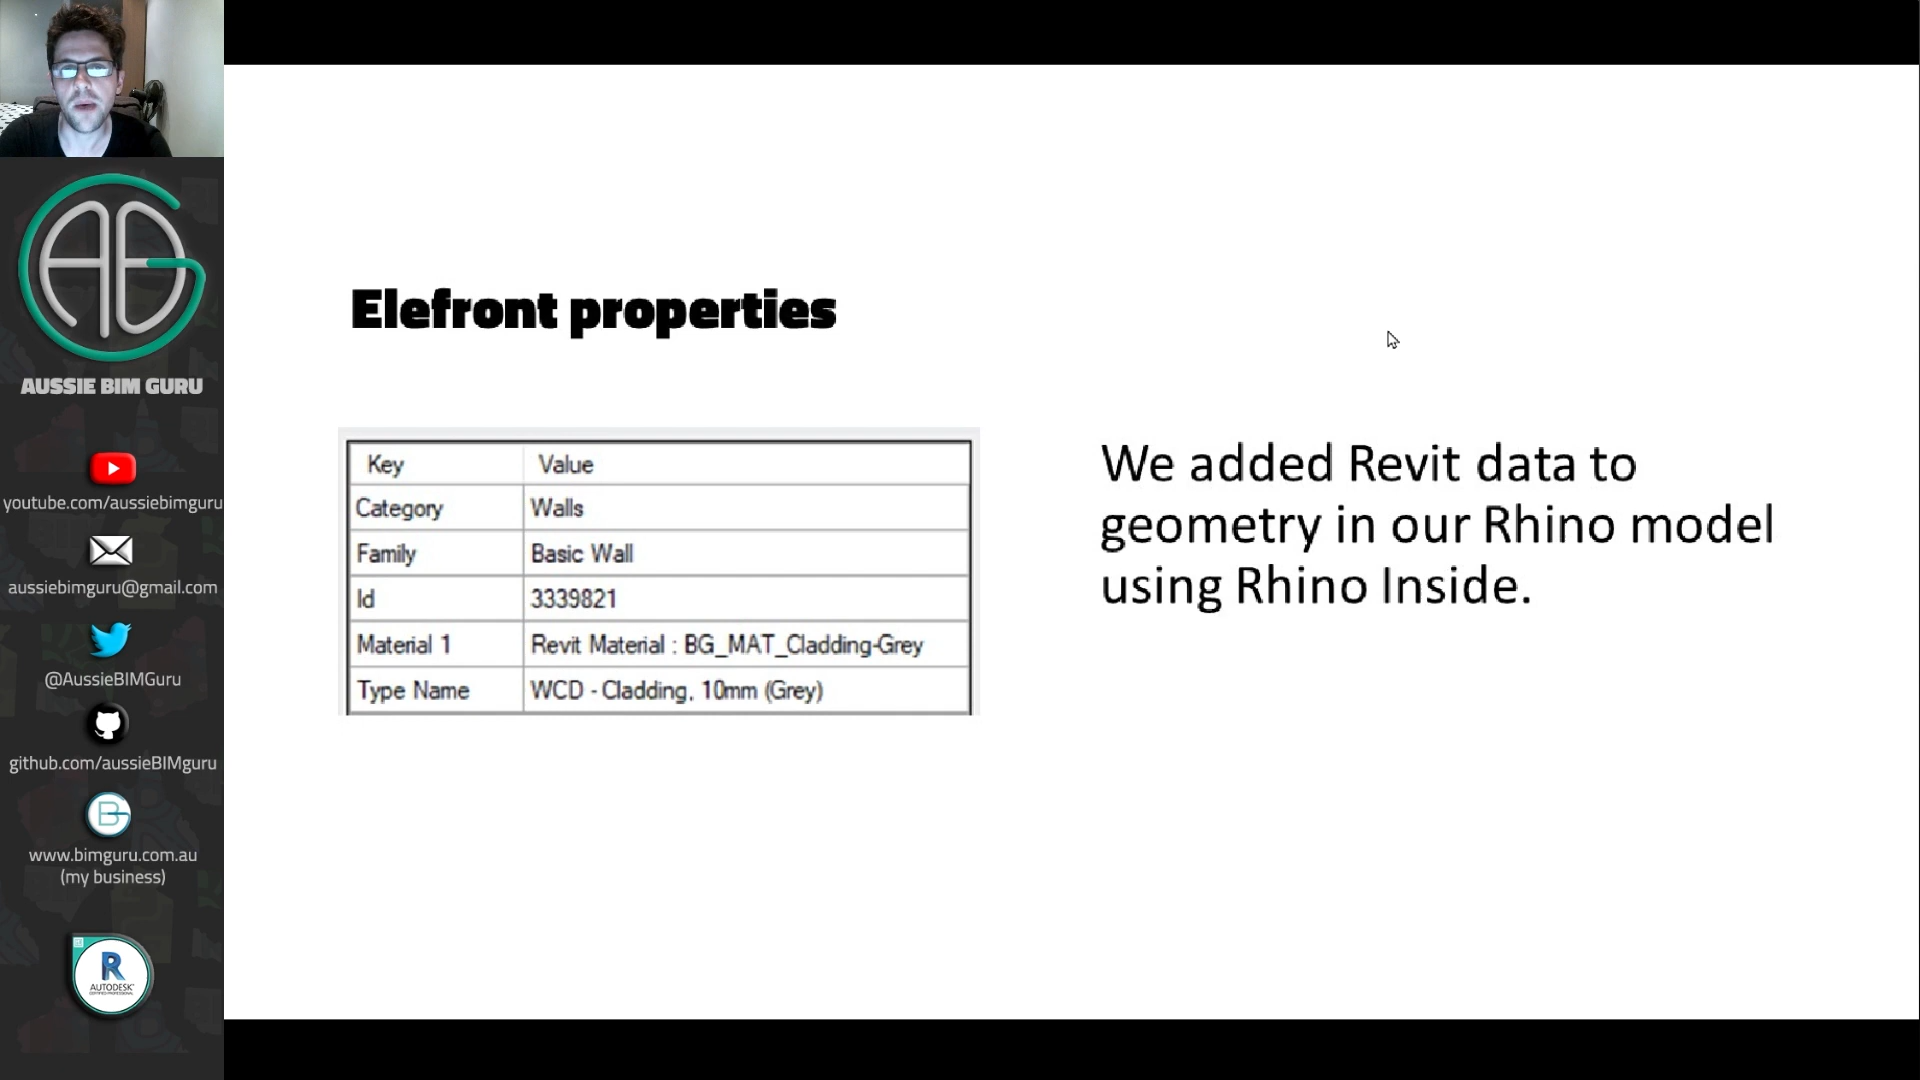 AUSSIE BIM GURU
youtube.com/aussiebimguru
aussiebimguru@gmail.com
@AussieBIMGuru
github.com/aussieBIMguru
www.bimguru.com.au
(my business)
R
AUTODESK
CERTIFIED PROFESSIONAL
Elefront properties
Key Value
Category Walls
Family Basic Wall
Id 3339821
Material 1 Revit Material : BG_MAT_Cladding-Grey
Type Name WCD - Cladding, 10mm (Grey)
We added Revit data to
geometry in our Rhino model
using Rhino Inside.